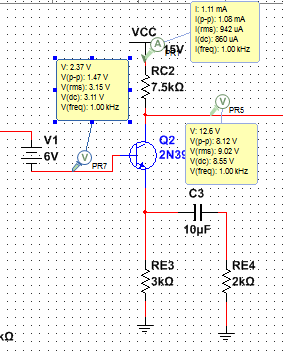 I: 1.11 mA
I(p-p): 1.08 mA
I(rms): 942 uA
I(dc): 860 uA
I(freq): 1.00 kHz
VCC
A
15V
V: 2.37 V
V(p-p): 1.47 V
V(rms): 3.15 V
V(dc): 3.11 V
V(freq): 1.00 kHz
RC2
7.5kΩ
V
PR5
V: 12.6 V
V(p-p): 8.12 V
V(rms): 9.02 V
V(dc): 8.55 V
V(freq): 1.00 kHz
V1
6V
V
PR7
Q2
2N39
C3
10µF
RE3
3kΩ
RE4
2kΩ
kΩ